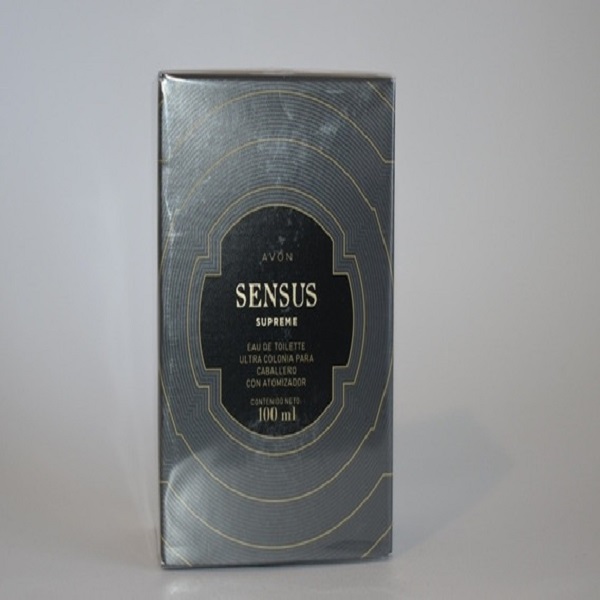 AVON
SENSUS
SUPREME
EAU DE TOILETTE
ULTRA COLONIA PARA
CABALLERO
CON ATOMIZADOR
CONTENIDO NETO:
100 ml